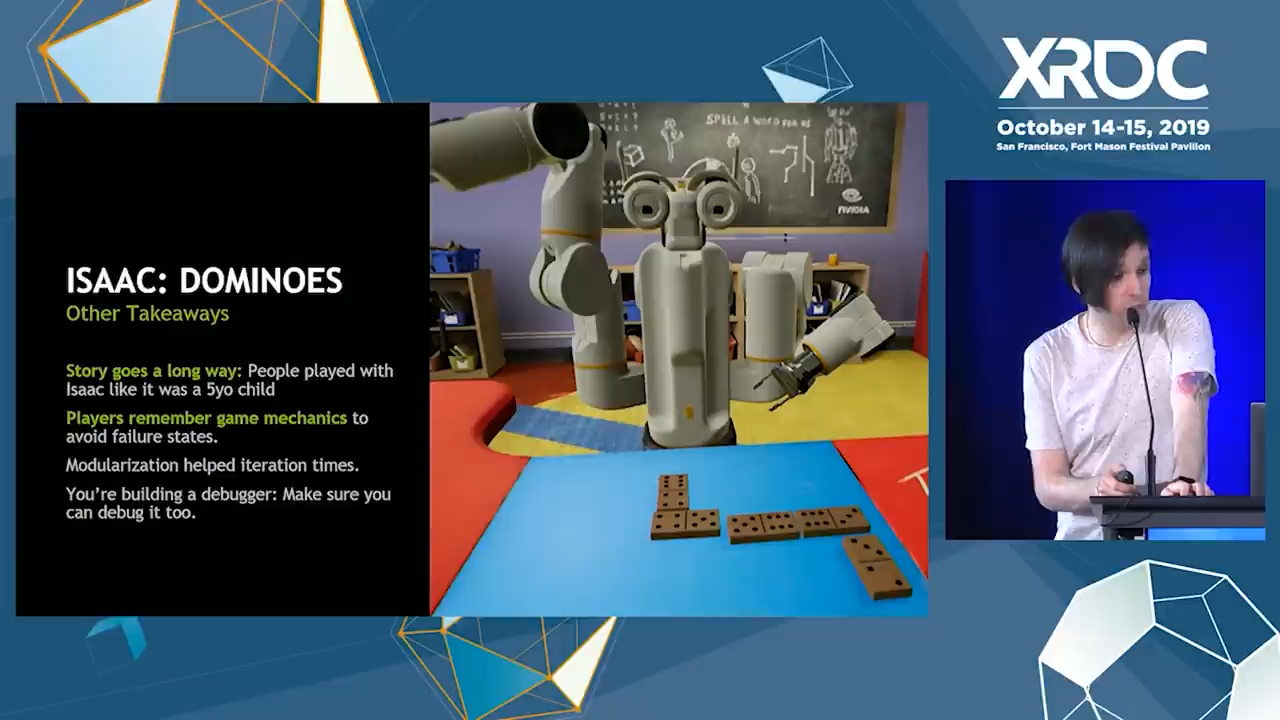 XRDC
October 14-15, 2019
San Francisco, Fort Mason Festival Pavilion
SPELL A WORD FOR US
NVIDIA
ISAAC: DOMINOES
Other Takeaways
Story goes a long way: People played with
Isaac like it was a 5yo child
Players remember game mechanics to
avoid failure states.
Modularization helped iteration times.
You're building a debugger: Make sure you
can debug it too.